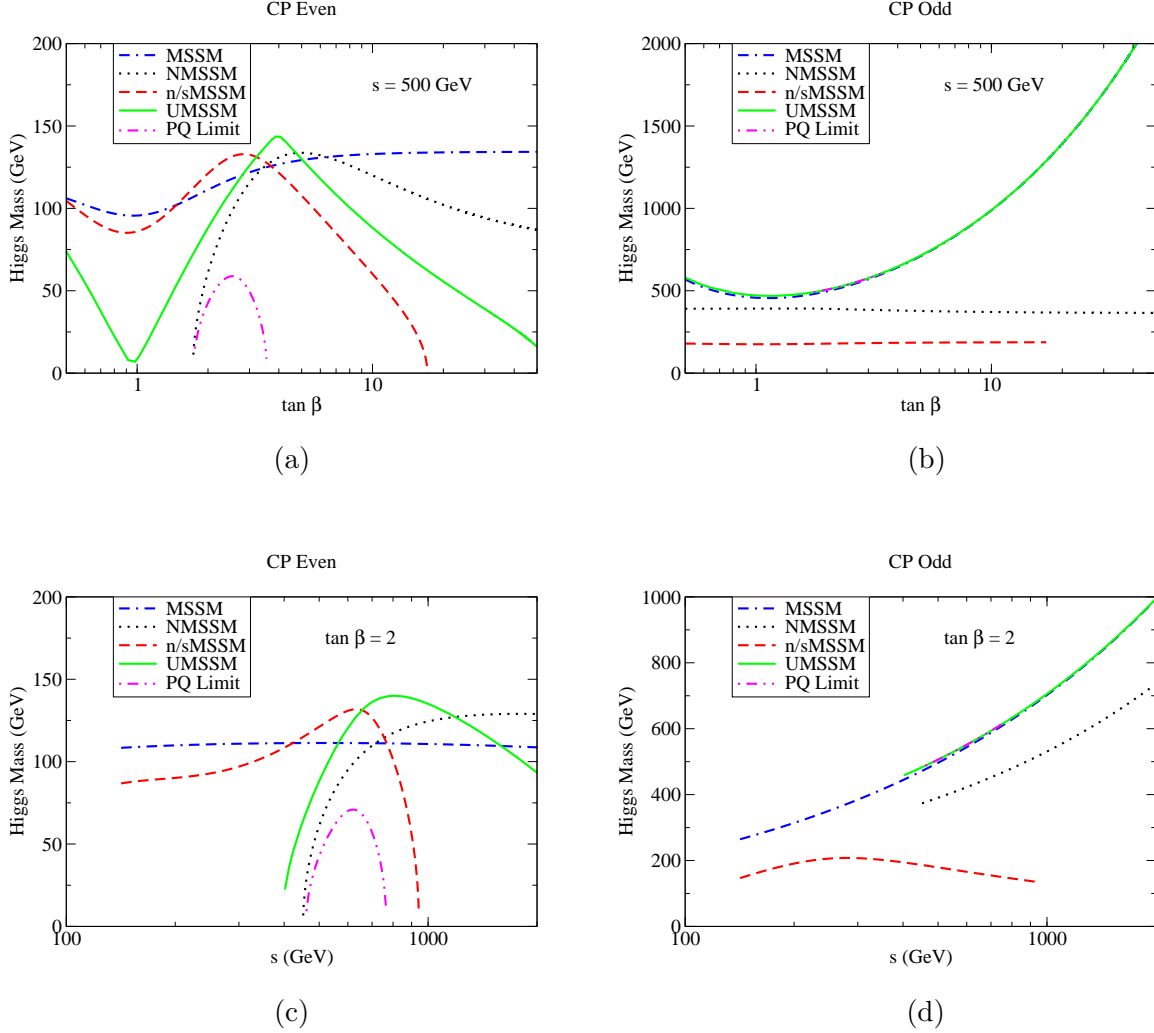 CP Even
200
150
100
50
0
Higgs Mass (GeV)
MSSM
NMSSM
n/sMSSM
UMSSM
PQ Limit
s = 500 GeV
1
10
tan β
(a)
CP Odd
2000
1500
1000
500
0
Higgs Mass (GeV)
MSSM
NMSSM
n/sMSSM
UMSSM
PQ Limit
s = 500 GeV
1
10
tan β
(b)
CP Even
200
150
100
50
0
Higgs Mass (GeV)
MSSM
NMSSM
n/sMSSM
UMSSM
PQ Limit
tan β = 2
100
1000
s (GeV)
(c)
CP Odd
1000
800
600
400
200
0
Higgs Mass (GeV)
MSSM
NMSSM
n/sMSSM
UMSSM
PQ Limit
tan β = 2
100
1000
s (GeV)
(d)